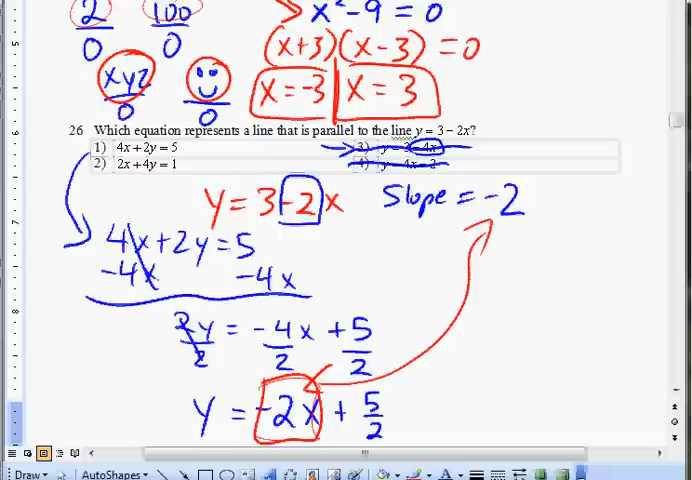 2 100 > x² - 9 = 0
0 0 (x+3)(x-3) = 0
xyz x = -3 x = 3
0 0
26 Which equation represents a line that is parallel to the line y = 3 – 2x?
1) 4x + 2y = 5 3) y = 3 – 4x
2) 2x + 4y = 1 4) y – 4x = 2
y = 3 - 2x Slope = -2
4x + 2y = 5
-4x -4x
2y = -4x + 5
2 2 2
y = -2x + 5
2
Draw AutoShapes